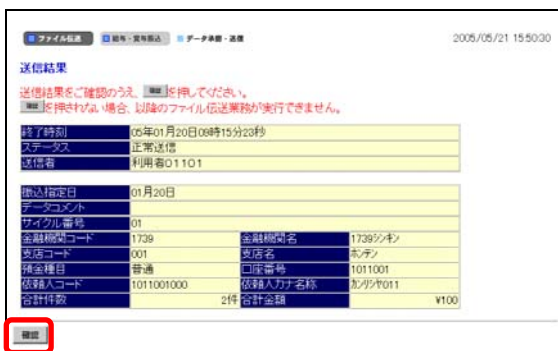 ファイル伝送 給与・賞与振込 データ承認・送信 2005/05/21 15:50:30
送信結果
送信結果をご確認のうえ、確認を押してください。
確認を押されない場合、以降のファイル伝送業務が実行できません。
終了時刻 05年01月20日09時15分23秒
ステータス 正常送信
送信者 利用者01101
振込指定日 01月20日
データコメント
サイクル番号 01
金融機関コード 1739 金融機関名 1739シンキン
支店コード 001 支店名 ホンテン
預金種目 普通 口座番号 1011001
依頼人コード 1011001000 依頼人カナ名称 カンリシヤ011
合計件数 2件 合計金額 ¥100
確認